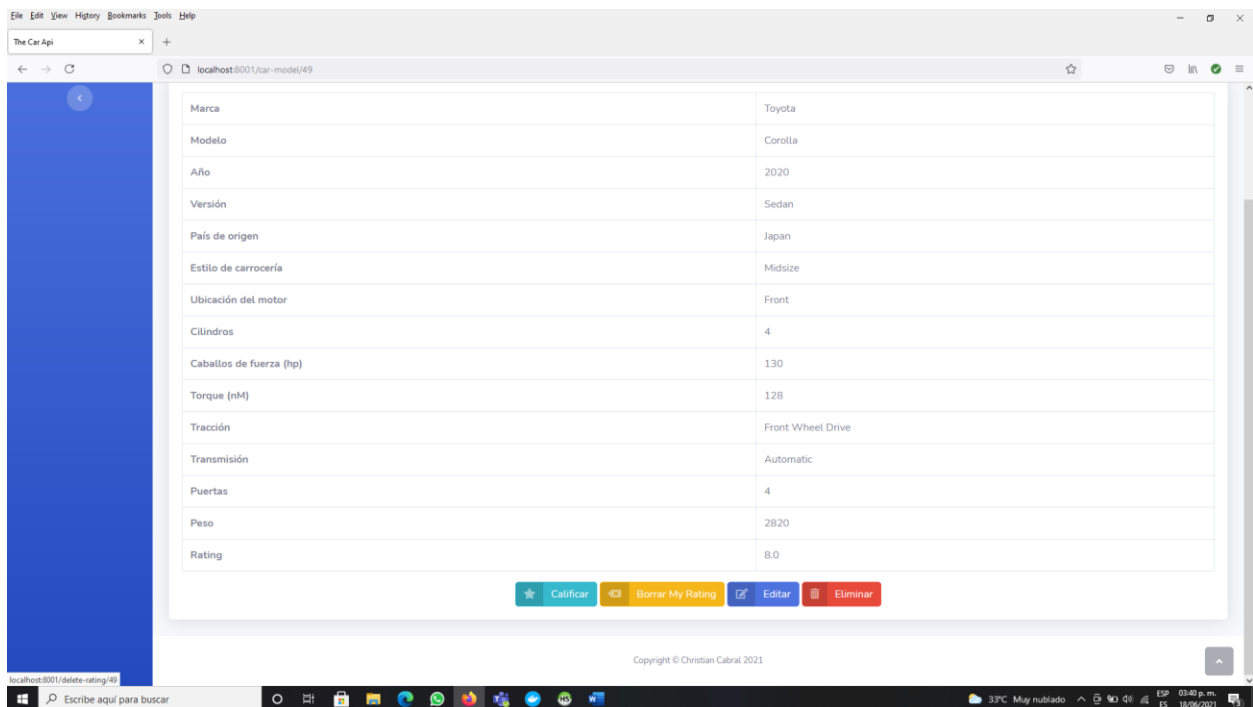 File Edit View History Bookmarks Tools Help
The Car Api
localhost:8001/car-model/49
Marca Toyota
Modelo Corolla
Año 2020
Versión Sedan
País de origen Japan
Estilo de carrocería Midsize
Ubicación del motor Front
Cilindros 4
Caballos de fuerza (hp) 130
Torque (nM) 128
Tracción Front Wheel Drive
Transmisión Automatic
Puertas 4
Peso 2820
Rating 8.0
Calificar Borrar My Rating Editar Eliminar
Copyright © Christian Cabral 2021
localhost:8001/delete-rating/49
Escribe aquí para buscar
33°C Muy nublado
ESP 03:40 p. m.
ES 18/06/2021